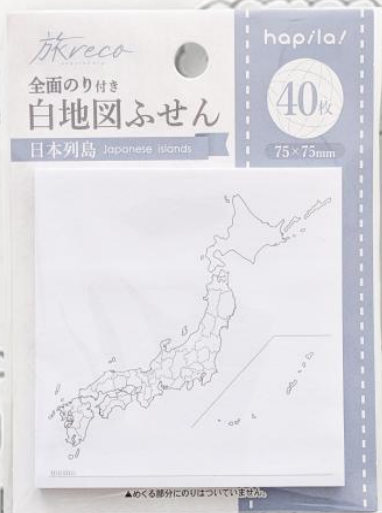 旅reco
hapila!
全面のり付き
白地図ふせん
40枚
日本列島 Japanese islands
75×75mm
▲めくる部分にのりはついていません。